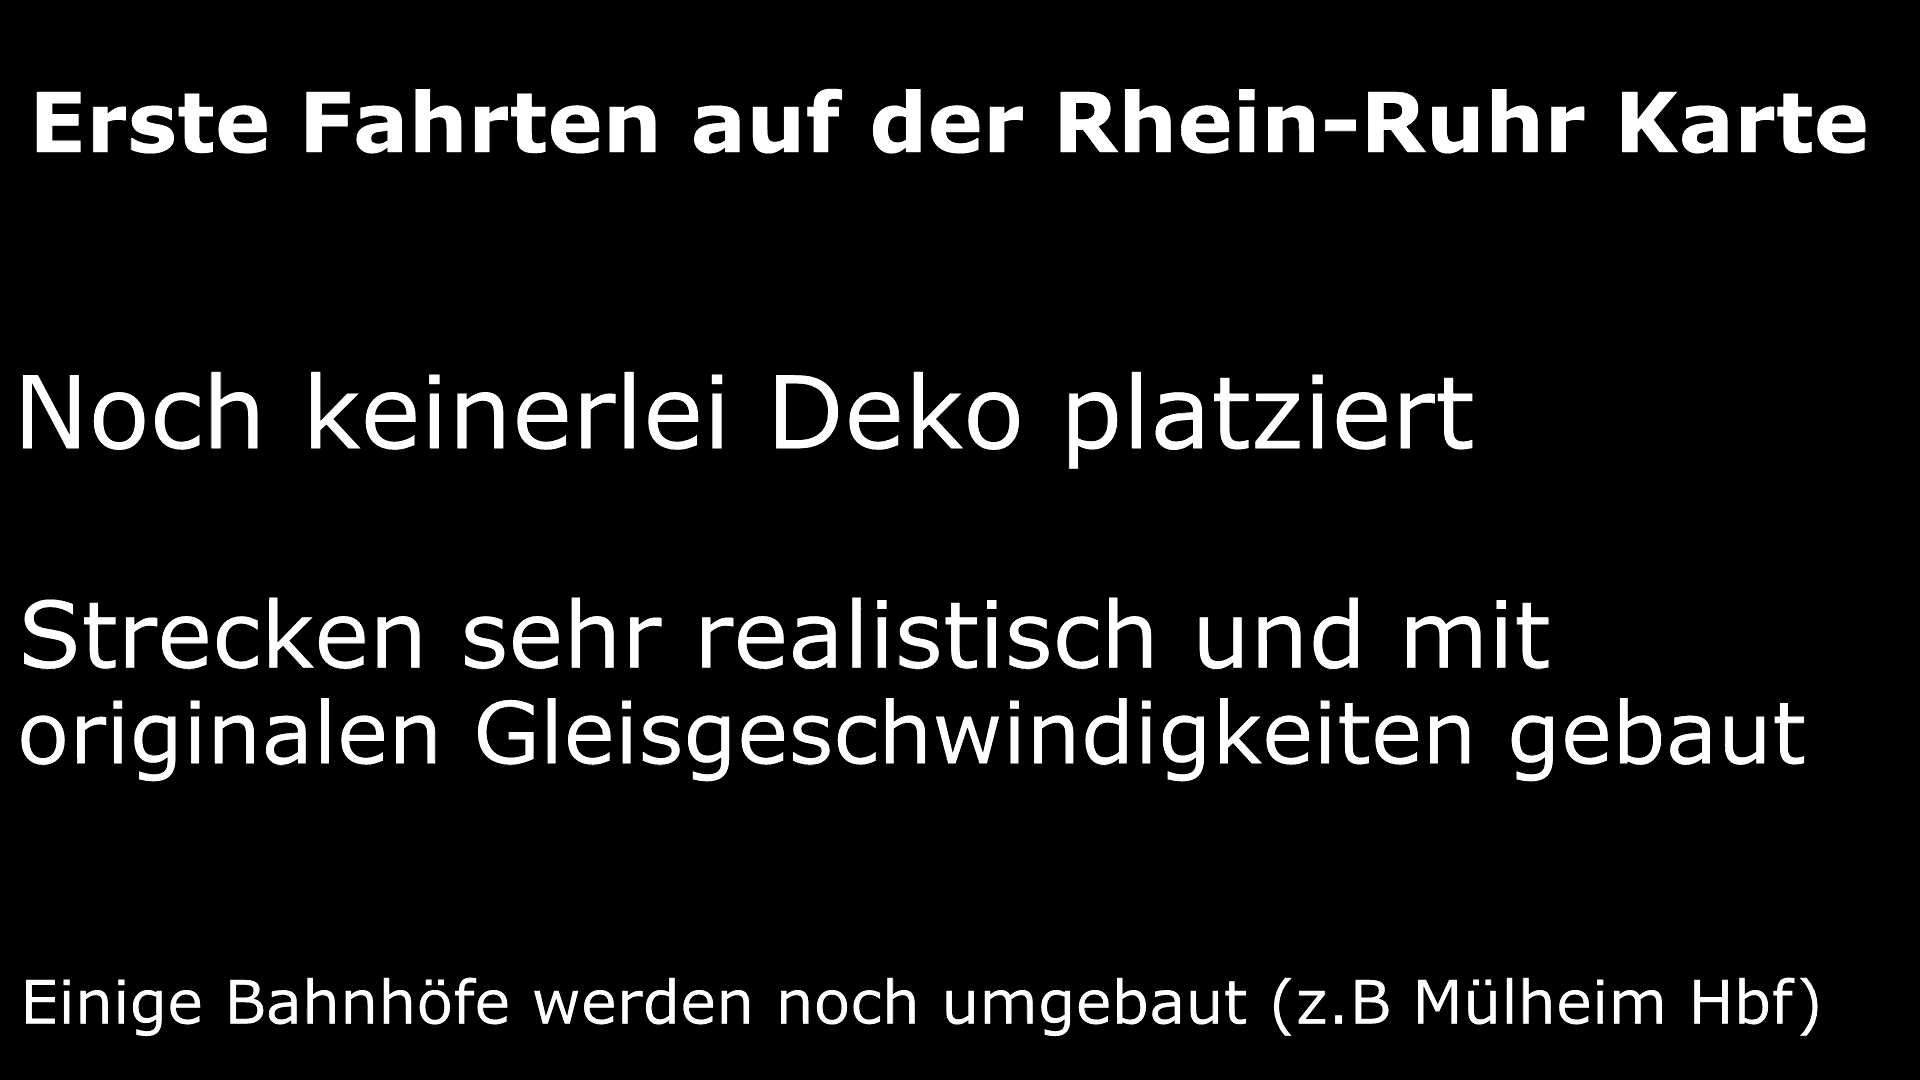 Erste Fahrten auf der Rhein-Ruhr Karte
Noch keinerlei Deko platziert
Strecken sehr realistisch und mit
originalen Gleisgeschwindigkeiten gebaut
Einige Bahnhöfe werden noch umgebaut (z.B Mülheim Hbf)